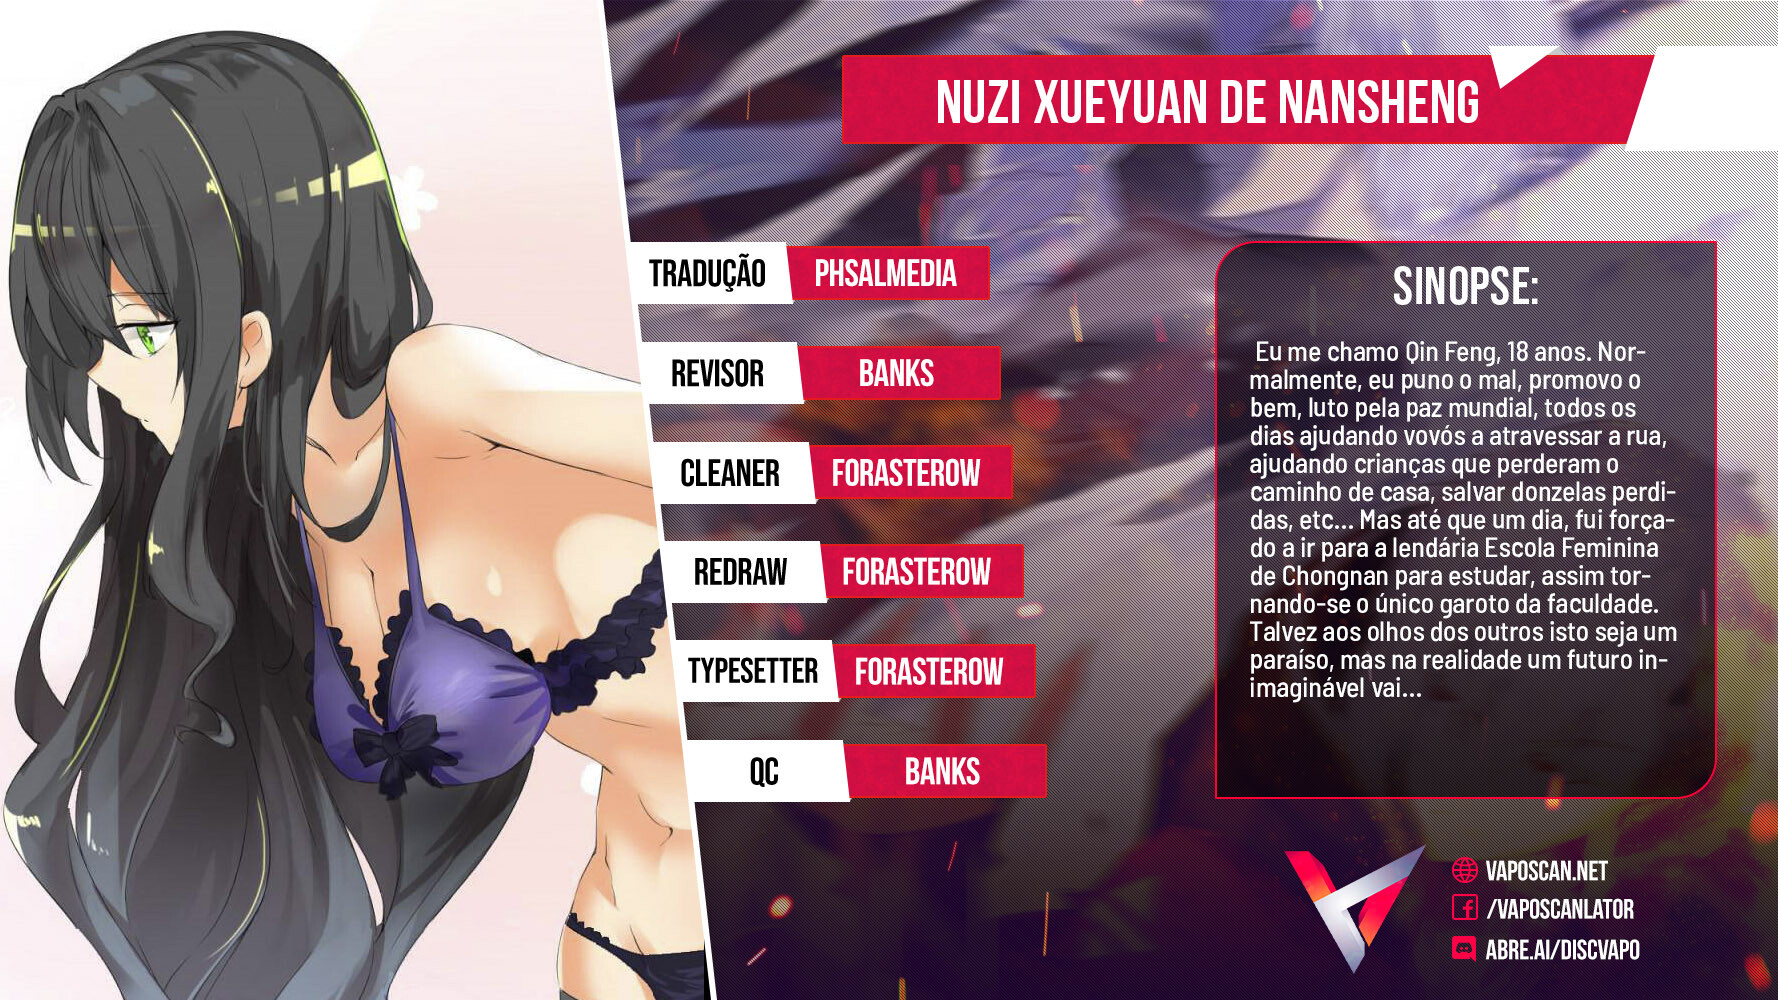 NUZI XUEYUAN DE NANSHENG
TRADUÇÃO PHSALMEDIA
REVISOR BANKS
CLEANER FORASTEROW
REDRAW FORASTEROW
TYPESETTER FORASTEROW
QC BANKS
SINOPSE:
Eu me chamo Qin Feng, 18 anos. Nor-
malmente, eu puno o mal, promovo o
bem, luto pela paz mundial, todos os
dias ajudando vovós a atravessar a rua,
ajudando crianças que perderam o
caminho de casa, salvar donzelas perdi-
das, etc... Mas até que um dia, fui força-
do a ir para a lendária Escola Feminina
de Chongnan para estudar, assim tor-
nando-se o único garoto da faculdade.
Talvez aos olhos dos outros isto seja um
paraíso, mas na realidade um futuro in-
imaginável vai...
VAPOSCAN.NET
/VAPOSCANLATOR
ABRE.AI/DISCVAPO